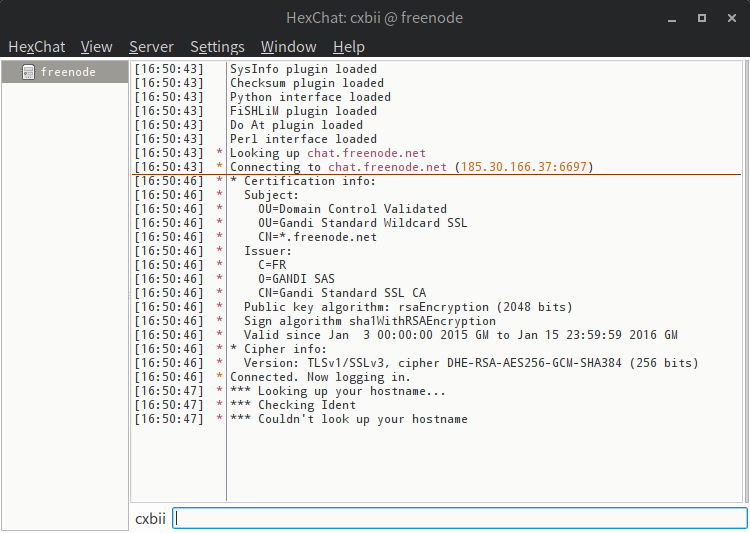 HexChat: cxbii @ freenode
HexChat View Server Settings Window Help
freenode
[16:50:43] SysInfo plugin loaded
[16:50:43] Checksum plugin loaded
[16:50:43] Python interface loaded
[16:50:43] FiSHLiM plugin loaded
[16:50:43] Do At plugin loaded
[16:50:43] Perl interface loaded
[16:50:43] * Looking up chat.freenode.net
[16:50:43] * Connecting to chat.freenode.net (185.30.166.37:6697)
[16:50:46] * * Certification info:
[16:50:46] * Subject:
[16:50:46] * OU=Domain Control Validated
[16:50:46] * OU=Gandi Standard Wildcard SSL
[16:50:46] * CN=*.freenode.net
[16:50:46] * Issuer:
[16:50:46] * C=FR
[16:50:46] * O=GANDI SAS
[16:50:46] * CN=Gandi Standard SSL CA
[16:50:46] * Public key algorithm: rsaEncryption (2048 bits)
[16:50:46] * Sign algorithm sha1WithRSAEncryption
[16:50:46] * Valid since Jan 3 00:00:00 2015 GM to Jan 15 23:59:59 2016 GM
[16:50:46] * * Cipher info:
[16:50:46] * Version: TLSv1/SSLv3, cipher DHE-RSA-AES256-GCM-SHA384 (256 bits)
[16:50:46] * Connected. Now logging in.
[16:50:47] * *** Looking up your hostname...
[16:50:47] * *** Checking Ident
[16:50:47] * *** Couldn't look up your hostname
cxbii